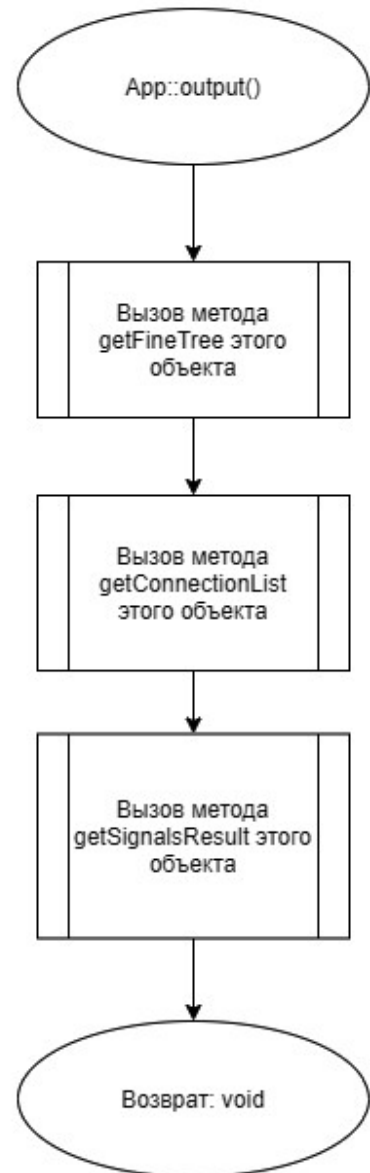 App::output()
Вызов метода
getFineTree этого
объекта
Вызов метода
getConnectionList
этого объекта
Вызов метода
getSignalsResult этого
объекта
Возврат: void